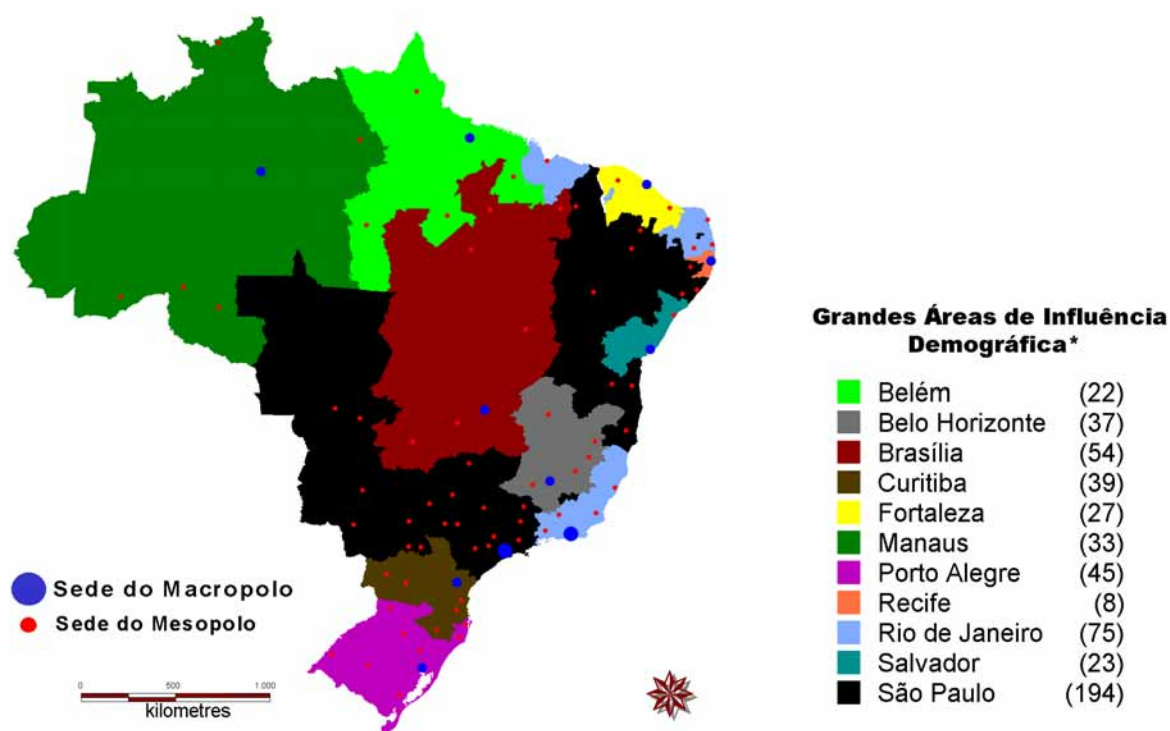 Grandes Áreas de Influência
Demográfica*
Belém (22)
Belo Horizonte (37)
Brasília (54)
Curitiba (39)
Fortaleza (27)
Manaus (33)
Porto Alegre (45)
Recife (8)
Rio de Janeiro (75)
Salvador (23)
São Paulo (194)
Sede do Macropolo
Sede do Mesopolo
0 500 1.000
kilometres